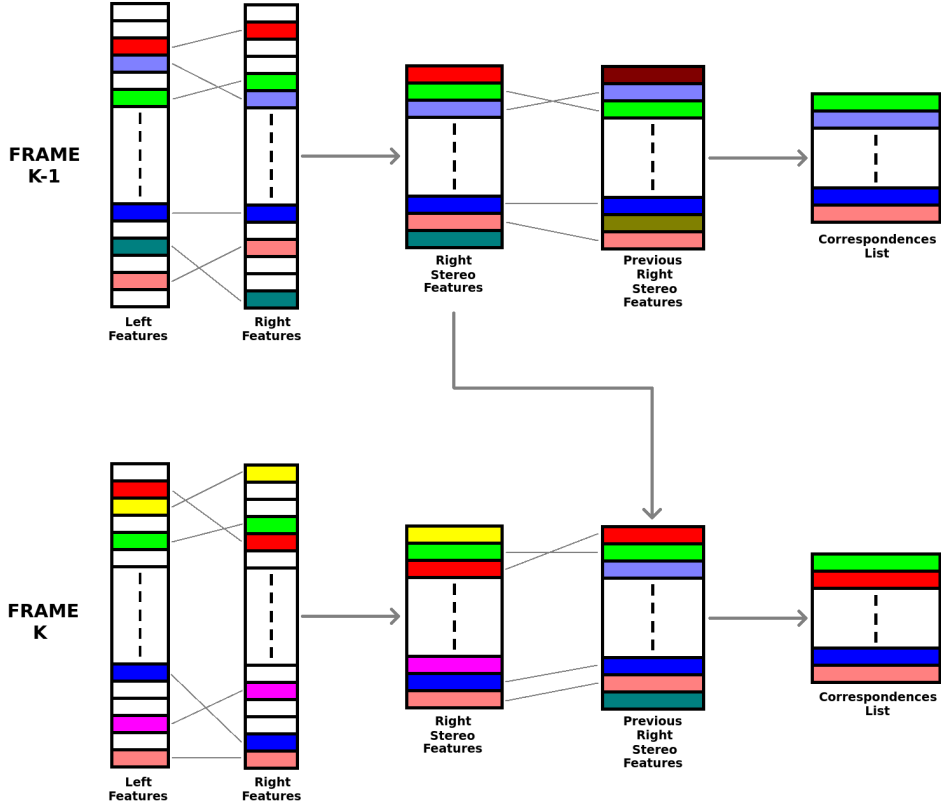 FRAME
K-1
Left
Features
Right
Features
Right
Stereo
Features
Previous
Right
Stereo
Features
Correspondences
List
FRAME
K
Left
Features
Right
Features
Right
Stereo
Features
Previous
Right
Stereo
Features
Correspondences
List